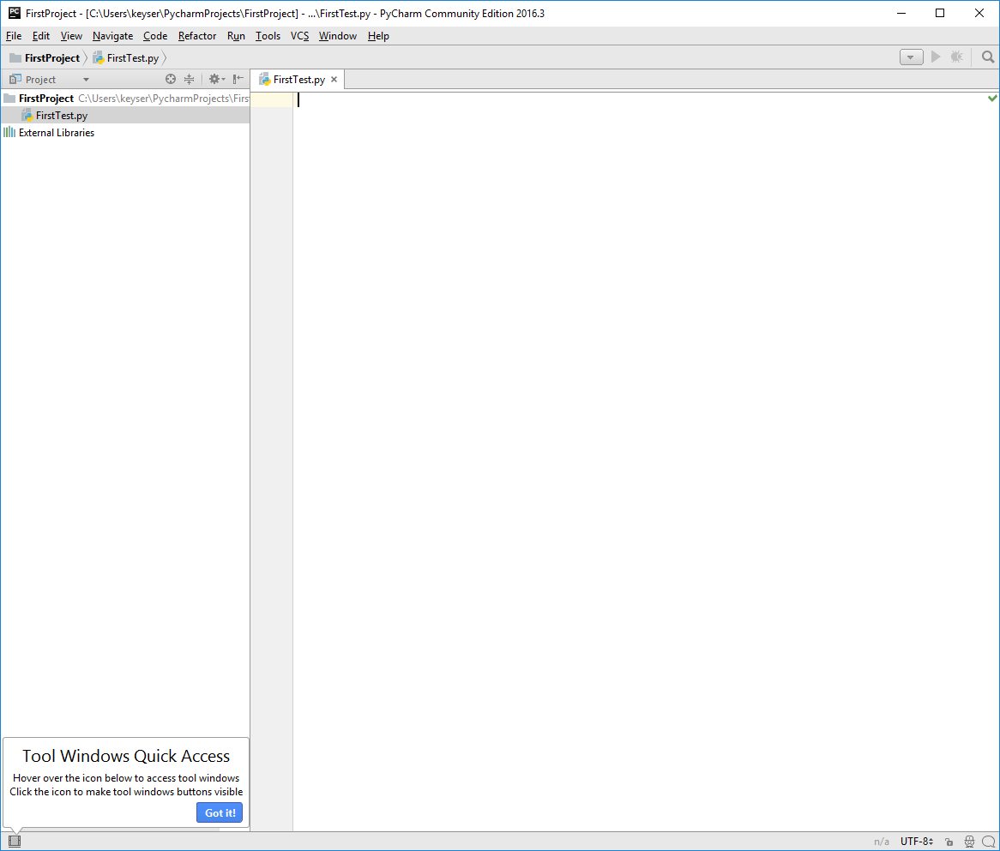 PC FirstProject - [C:\Users\keyser\PycharmProjects\FirstProject] - ...\FirstTest.py - PyCharm Community Edition 2016.3
File Edit View Navigate Code Refactor Run Tools VCS Window Help
FirstProject FirstTest.py
Project
FirstTest.py
FirstProject C:\Users\keyser\PycharmProjects\Firs
FirstTest.py
External Libraries
Tool Windows Quick Access
Hover over the icon below to access tool windows
Click the icon to make tool windows buttons visible
Got it!
n/a UTF-8